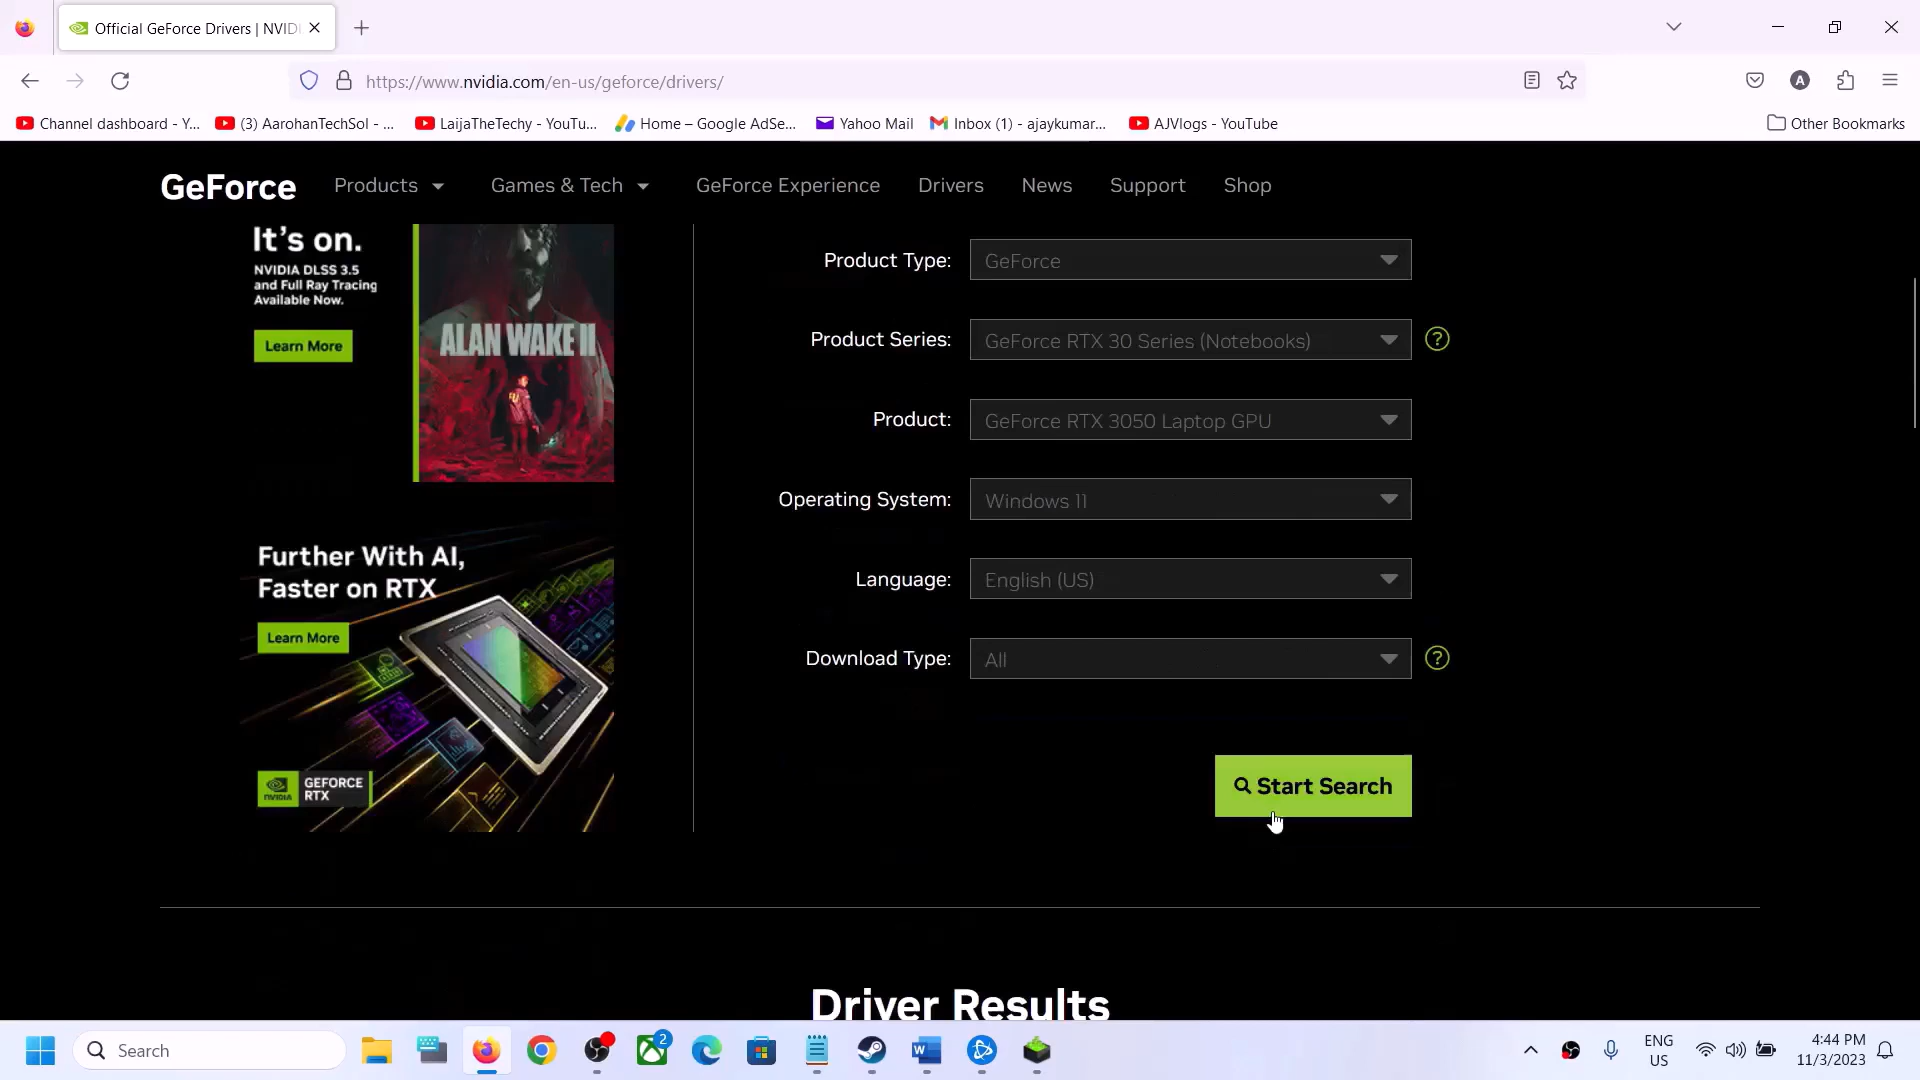 Official GeForce Drivers | NVID
https://www.nvidia.com/en-us/geforce/drivers/
Channel dashboard - Y...
(3) AarohanTechSol - ...
LaijaTheTechy - YouTu...
Home – Google AdSe...
Yahoo Mail
Inbox (1) - ajaykumar...
AJVlogs - YouTube
Other Bookmarks
GeForce
Products
Games & Tech
GeForce Experience
Drivers
News
Support
Shop
It's on.
NVIDIA DLSS 3.5
and Full Ray Tracing
Available Now.
Learn More
ALAN WAKE II
Further With AI,
Faster on RTX
Learn More
NVIDIA
GEFORCE
RTX
Product Type:
GeForce
Product Series:
GeForce RTX 30 Series (Notebooks)
?
Product:
GeForce RTX 3050 Laptop GPU
Operating System:
Windows 11
Language:
English (US)
Download Type:
All
?
Start Search
Driver Results
Search
2
ENG
US
4:44 PM
11/3/2023
A